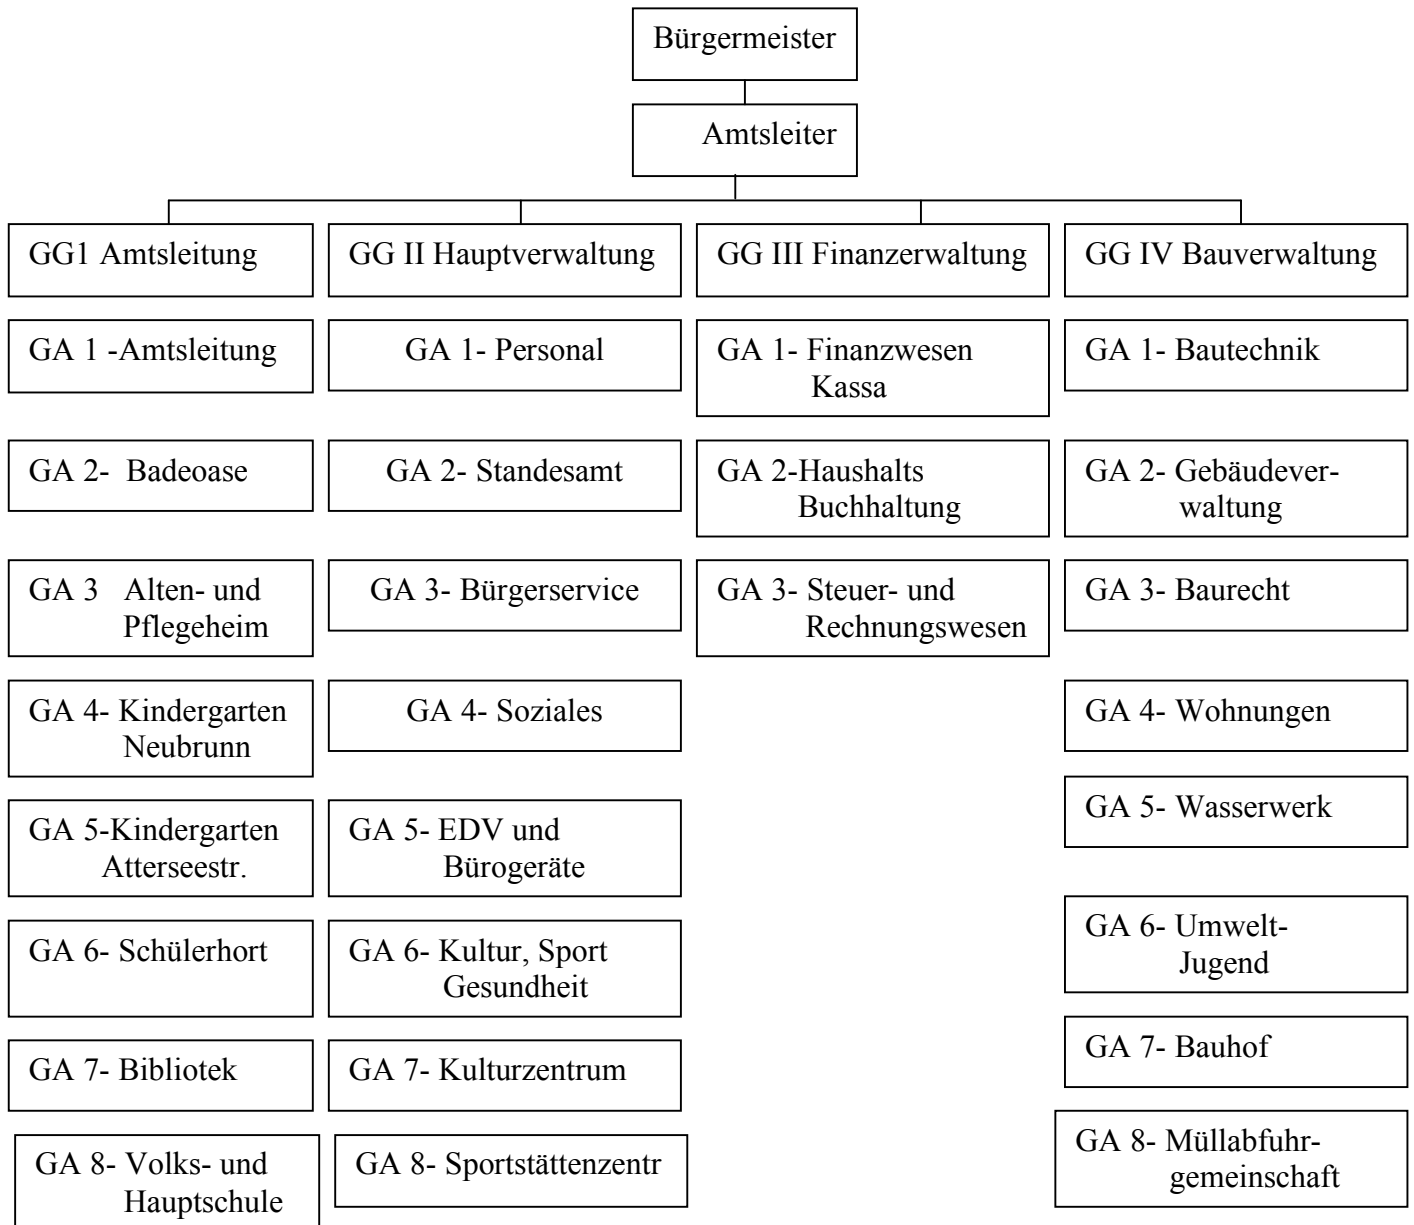 Bürgermeister
Amtsleiter
GG1 Amtsleitung
GA 1 -Amtsleitung
GA 2- Badeoase
GA 3 Alten- und
Pflegeheim
GA 4- Kindergarten
Neubrunn
GA 5-Kindergarten
Atterseestr.
GA 6- Schülerhort
GA 7- Bibliotek
GA 8- Volks- und
Hauptschule
GG II Hauptverwaltung
GA 1- Personal
GA 2- Standesamt
GA 3- Bürgerservice
GA 4- Soziales
GA 5- EDV und
Bürogeräte
GA 6- Kultur, Sport
Gesundheit
GA 7- Kulturzentrum
GA 8- Sportstättenzentr
GG III Finanzerwaltung
GA 1- Finanzwesen
Kassa
GA 2-Haushalts
Buchhaltung
GA 3- Steuer- und
Rechnungswesen
GG IV Bauverwaltung
GA 1- Bautechnik
GA 2- Gebäudever-
waltung
GA 3- Baurecht
GA 4- Wohnungen
GA 5- Wasserwerk
GA 6- Umwelt-
Jugend
GA 7- Bauhof
GA 8- Müllabfuhr-
gemeinschaft